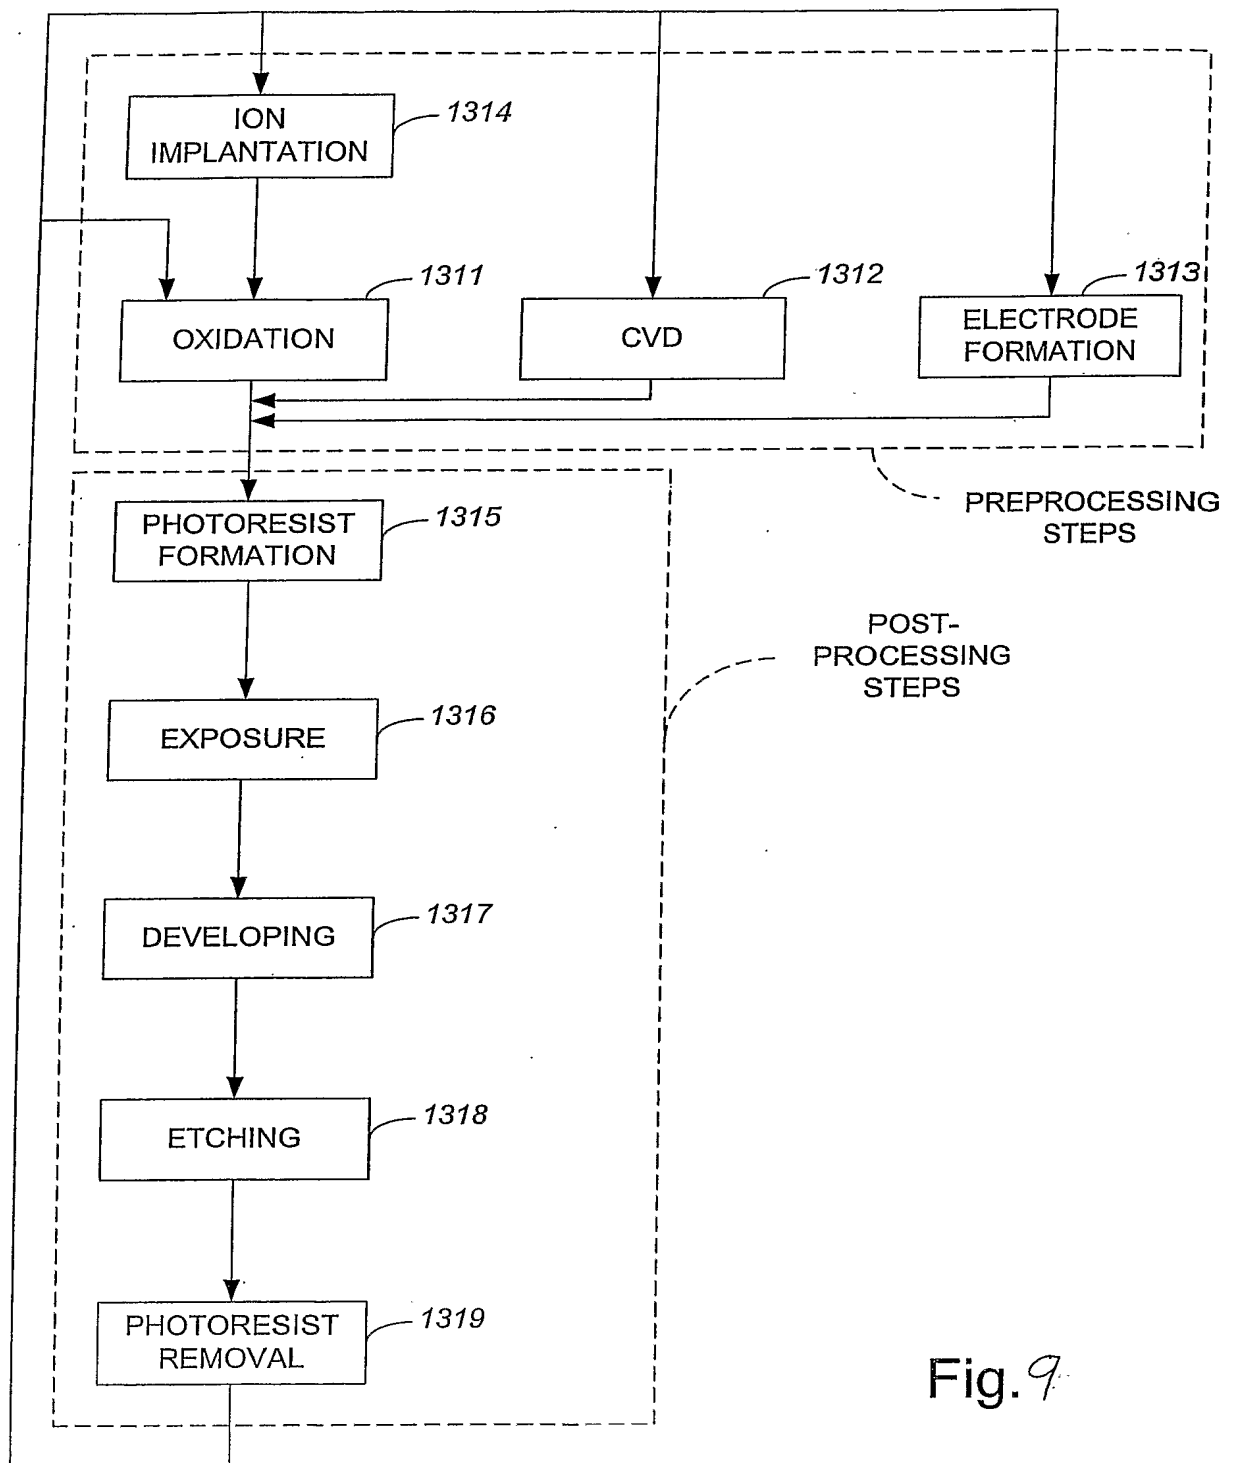 ION
IMPLANTATION
1314
OXIDATION
1311
CVD
1312
ELECTRODE
FORMATION
1313
PREPROCESSING
STEPS
PHOTORESIST
FORMATION
1315
POST-
PROCESSING
STEPS
EXPOSURE
1316
DEVELOPING
1317
ETCHING
1318
PHOTORESIST
REMOVAL
1319
Fig. 9